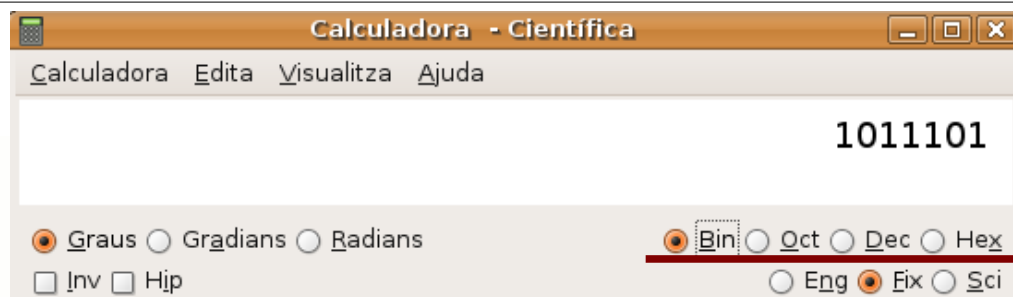 Calculadora - Científica
Calculadora Edita Visualitza Ajuda
1011101
Graus Gradians Radians Bin Oct Dec Hex
Inv Hip Eng Fix Sci